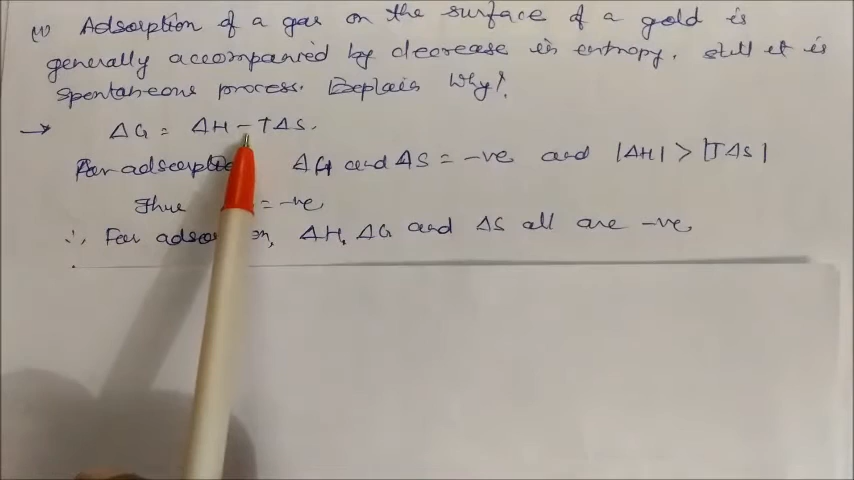 (11) Adsorption of a gas on the surface of a gold is
generally accompanied by decrease in entropy. still it is
spontaneous process. Explain Why?
→ ΔG = ΔH - TΔS.
For adsorption ΔH and ΔS = -ve and |ΔH| > |TΔS|
Thus = -ve
∴ For adsorption, ΔH, ΔG and ΔS all are -ve